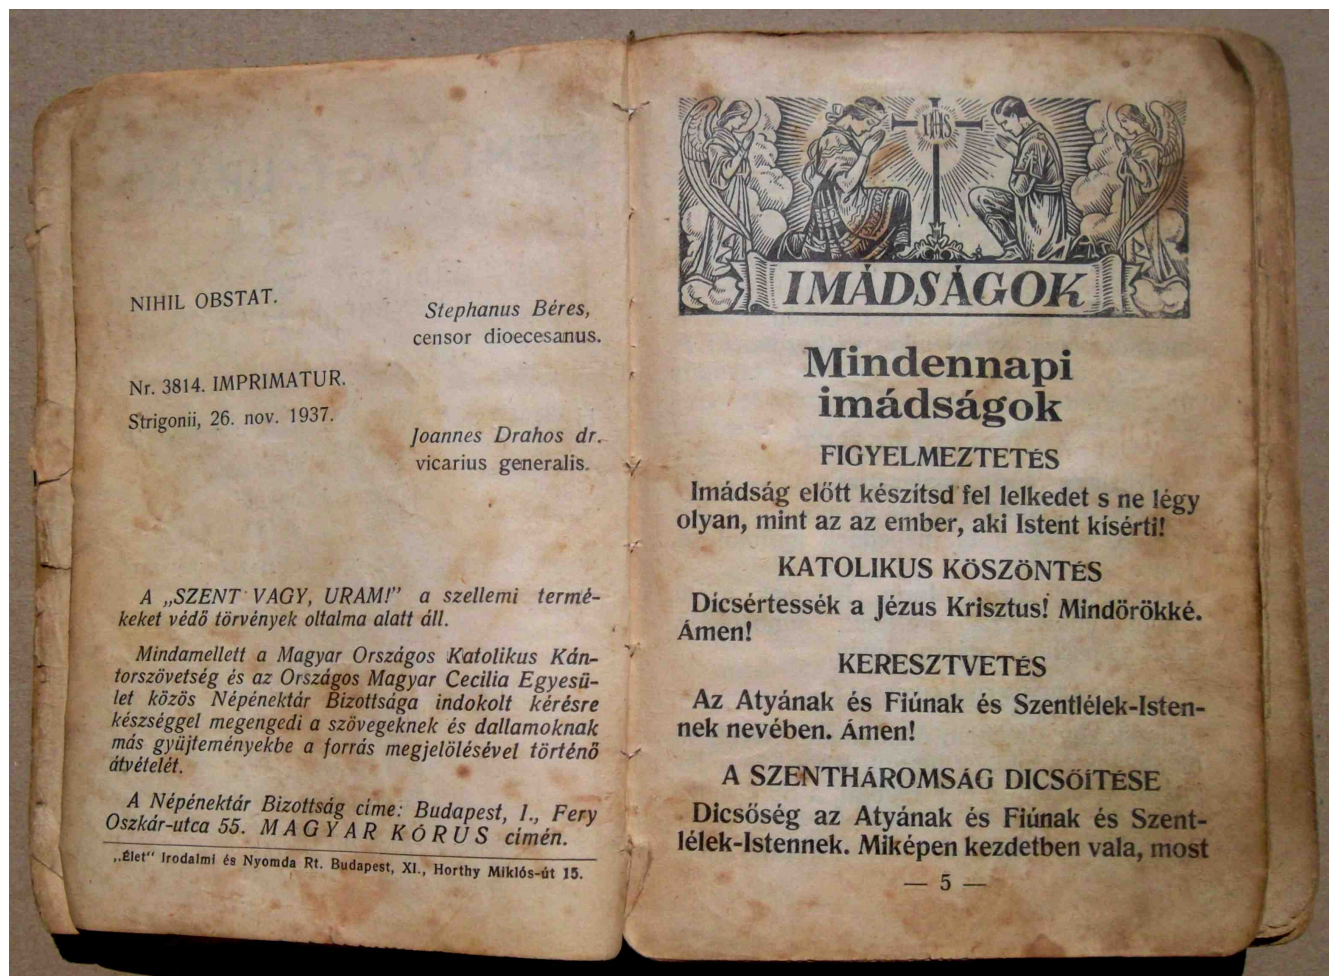 NIHIL OBSTAT.
Stephanus Béres,
censor dioecesanus.
Nr. 3814. IMPRIMATUR.
Strigonii, 26. nov. 1937.
Joannes Drahos dr.
vicarius generalis.
A „SZENT VAGY, URAM!" a szellemi termé-
keket védő törvények oltalma alatt áll.
Mindamellett a Magyar Országos Katolikus Kán-
torszövetség és az Országos Magyar Cecilia Egyesü-
let közös Népénektár Bizottsága indokolt kérésre
készséggel megengedi a szövegeknek és dallamoknak
más gyüjteményekbe a forrás megjelölésével történő
átvételét.
A Népénektár Bizottság címe: Budapest, I., Fery
Oszkár-utca 55. MAGYAR KÓRUS címén.
„Élet" Irodalmi és Nyomda Rt. Budapest, XI., Horthy Miklós-út 15.
IHS
IMÁDSÁGOK
Mindennapi
imádságok
FIGYELMEZTETÉS
Imádság előtt készítsd fel lelkedet s ne légy
olyan, mint az az ember, aki Istent kísérti!
KATOLIKUS KÖSZÖNTÉS
Dícsértessék a Jézus Krisztus! Mindörökké.
Ámen!
KERESZTVETÉS
Az Atyának és Fiúnak és Szentlélek-Isten-
nek nevében. Ámen!
A SZENTHÁROMSÁG DICSŐÍTÉSE
Dicsőség az Atyának és Fiúnak és Szent-
lélek-Istennek. Miképen kezdetben vala, most
— 5 —